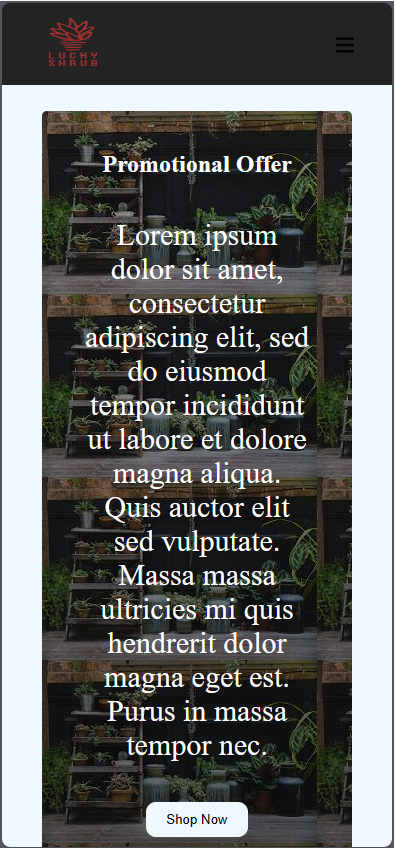 LUCKY
SHRUB
Promotional Offer
Lorem ipsum
dolor sit amet,
consectetur
adipiscing elit, sed
do eiusmod
tempor incididunt
ut labore et dolore
magna aliqua.
Quis auctor elit
sed vulputate.
Massa massa
ultricies mi quis
hendrerit dolor
magna eget est.
Purus in massa
tempor nec.
Shop Now